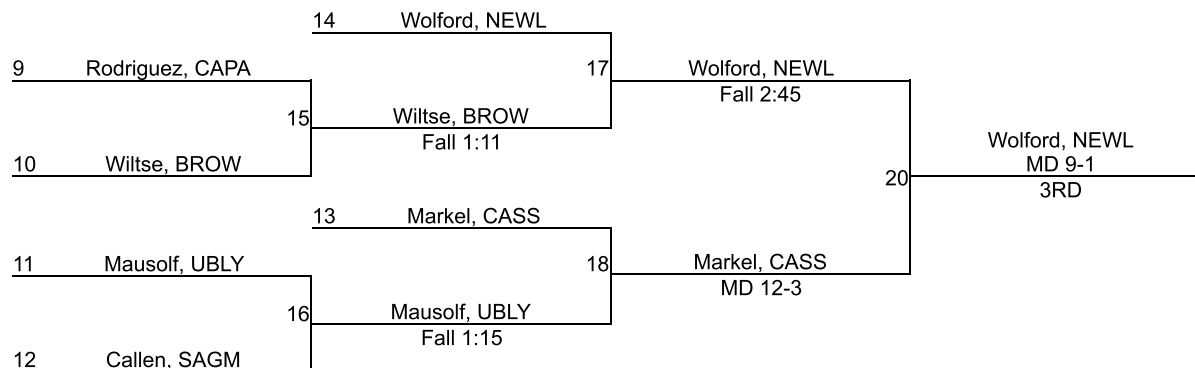 14 Wolford, NEWL
9 Rodriguez, CAPA
17 Wolford, NEWL
Fall 2:45
15 Wiltse, BROW
Fall 1:11
10 Wiltse, BROW
Wolford, NEWL
MD 9-1
20
3RD
13 Markel, CASS
11 Mausolf, UBLY
18 Markel, CASS
MD 12-3
16 Mausolf, UBLY
Fall 1:15
12 Callen, SAGM